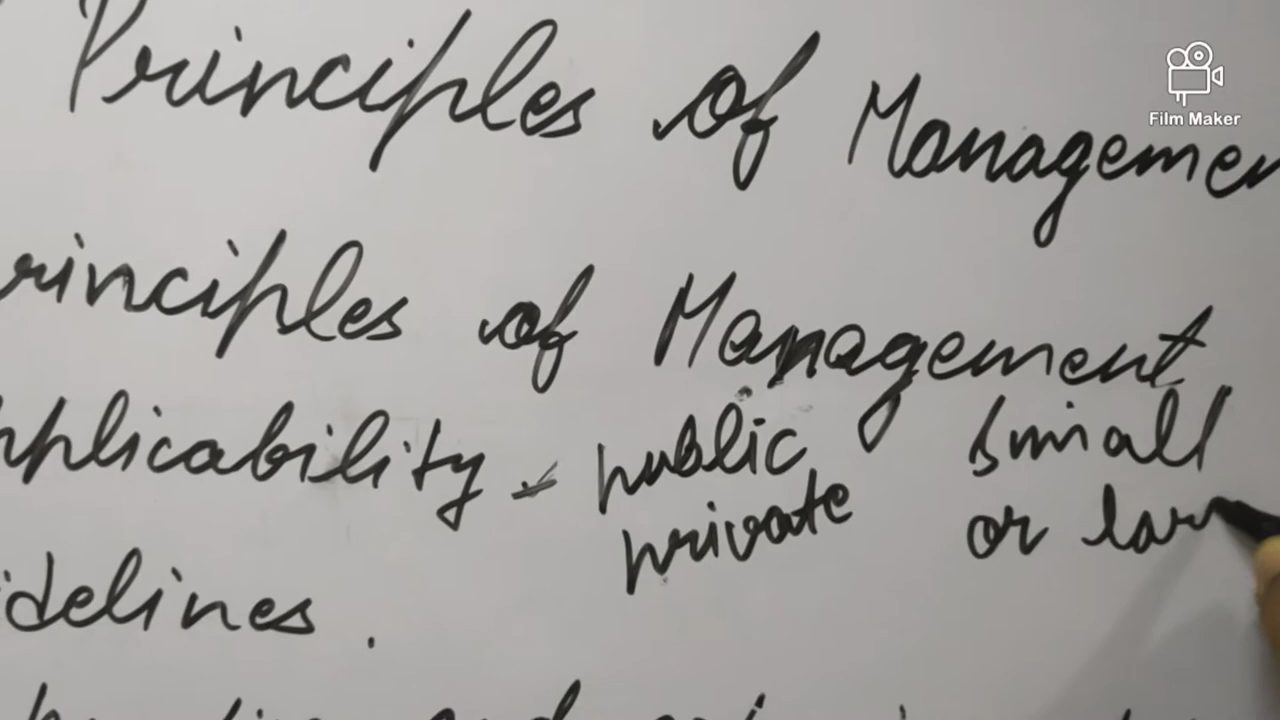 Principles of Managemen
Film Maker
rinciples of Management
pplicability - public, small
private or lar
idelines.